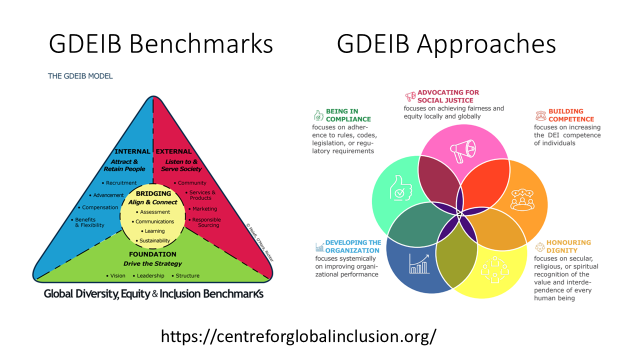 GDEIB Benchmarks
GDEIB Approaches
THE GDEIB MODEL
INTERNAL
Attract &
Retain People
• Recruitment
• Advancement
• Compensation
• Benefits
& Flexibility
EXTERNAL
Listen to &
Serve Society
• Community
• Services &
Products
• Marketing
• Responsible
Sourcing
BRIDGING
Align & Connect
• Assessment
• Communications
• Learning
• Sustainability
FOUNDATION
Drive the Strategy
• Vision • Leadership • Structure
Global Diversity, Equity & Inclusion Benchmarks
ADVOCATING FOR
SOCIAL JUSTICE
focuses on achieving fairness and
equity locally and globally
BEING IN
COMPLIANCE
focuses on adher-
ence to rules, codes,
legislation, or regu-
latory requirements
BUILDING
COMPETENCE
focuses on increasing
the DEI competence
of individuals
DEVELOPING THE
ORGANIZATION
focuses systemically
on improving organi-
zational performance
HONOURING
DIGNITY
focuses on secular,
religious, or spiritual
recognition of the
value and interde-
pendence of every
human being
https://centreforglobalinclusion.org/